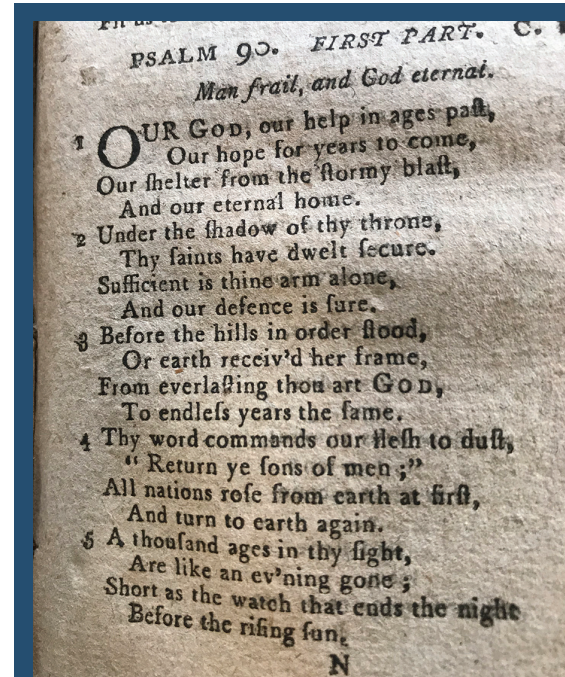 PSALM 90. FIRST PART. C.
Man frail, and God eternal.
1 OUR GOD, our help in ages paſt,
Our hope for years to come,
Our ſhelter from the ſtormy blaſt,
And our eternal home.
2 Under the ſhadow of thy throne,
Thy ſaints have dwelt ſecure.
Sufficient is thine arm alone,
And our defence is ſure.
3 Before the hills in order ſtood,
Or earth receiv'd her frame,
From everlaſting thou art GOD,
To endleſs years the ſame.
4 Thy word commands our fleſh to duſt,
“ Return ye ſons of men ;”
All nations roſe from earth at firſt,
And turn to earth again.
5 A thouſand ages in thy ſight,
Are like an ev'ning gone ;
Short as the watch that ends the night
Before the riſing ſun.
N